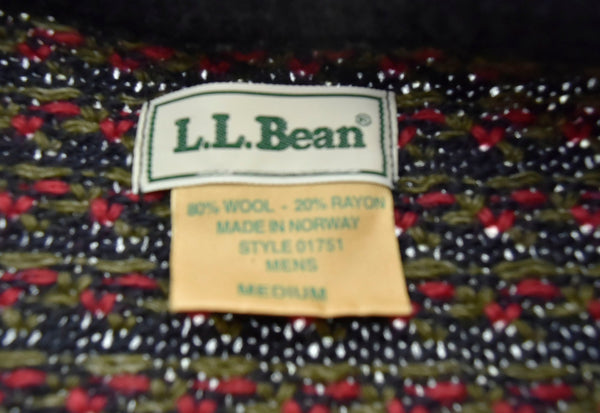 L.L.Bean®
80% WOOL - 20% RAYON
MADE IN NORWAY
STYLE 01751
MENS
MEDIUM